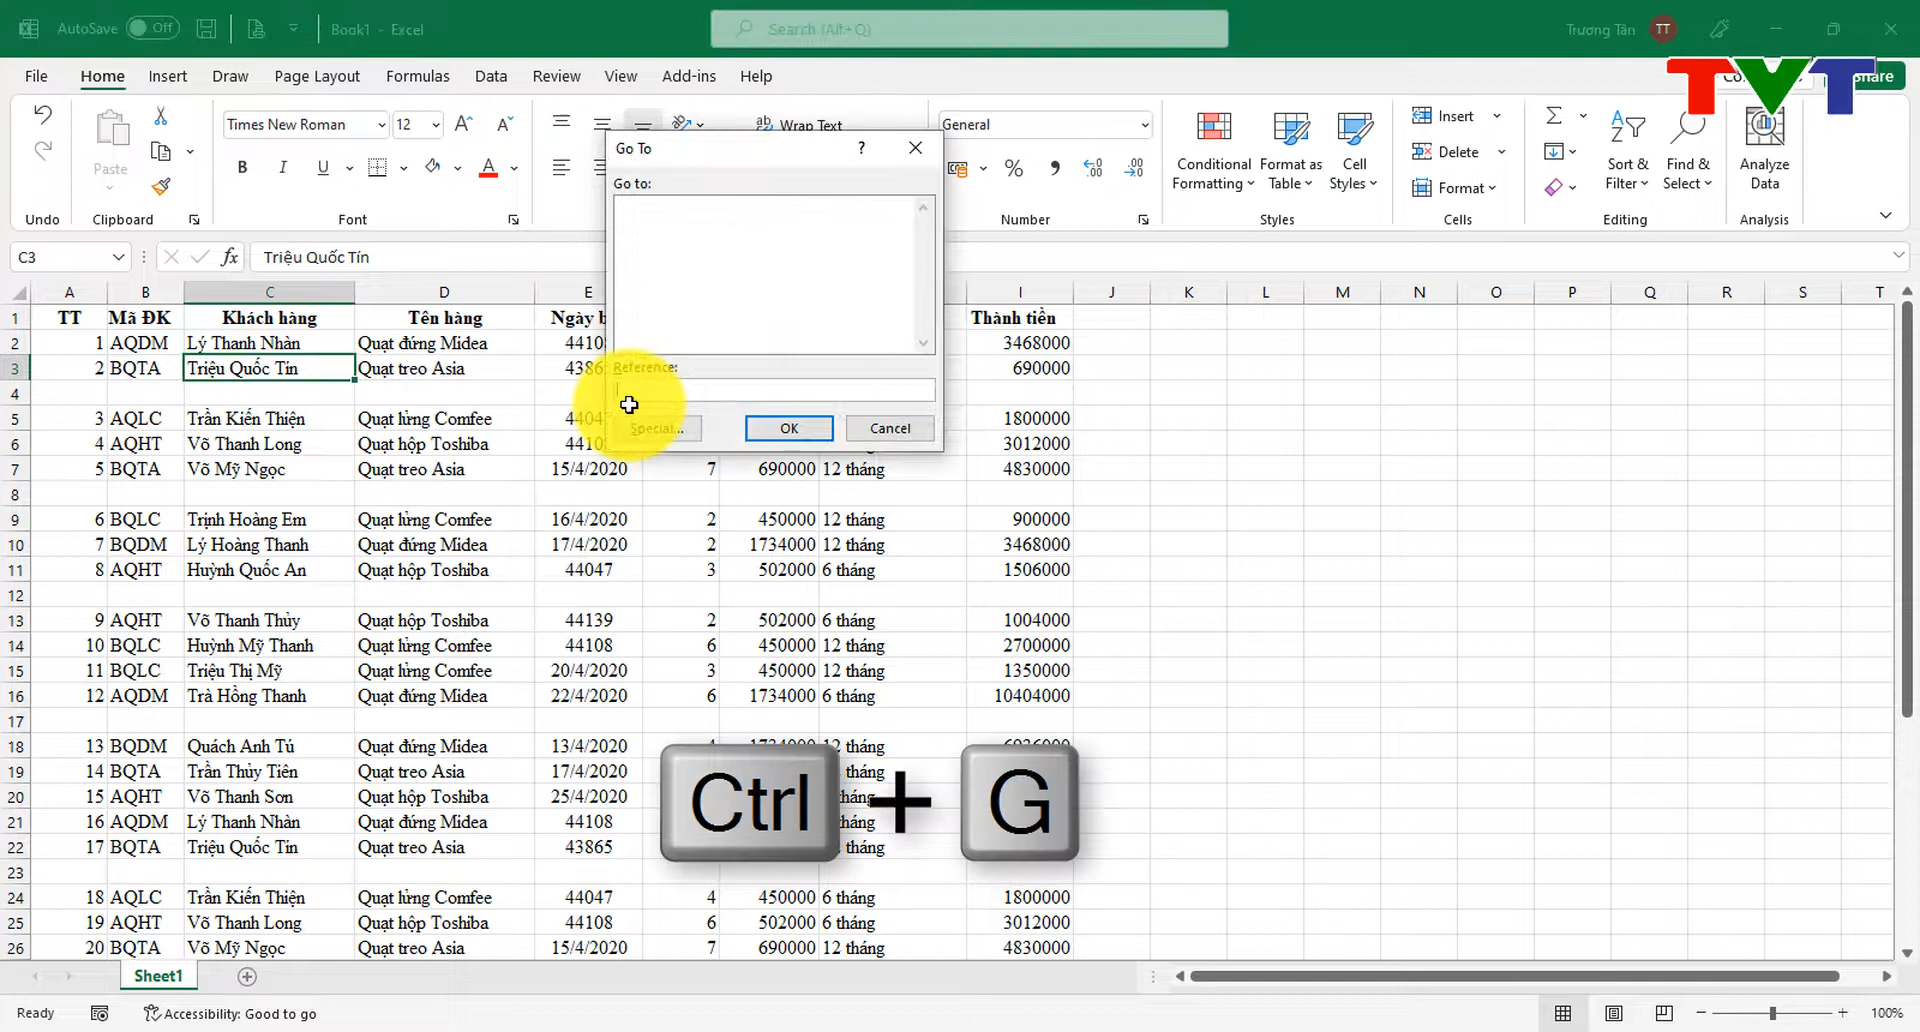 AutoSave Off Book1 - Excel Search (Alt+Q) Trương Tân TT
File Home Insert Draw Page Layout Formulas Data Review View Add-ins Help
TVT
Share
Times New Roman 12 Wrap Text General
Paste
Conditional Formatting Format as Table Cell Styles
Insert
Delete
Format
Sort & Filter Find & Select Analyze Data
Undo Clipboard Font Number Styles Cells Editing Analysis
Go To ?
Go to:
Reference:
Special... OK Cancel
C3 fx Triệu Quốc Tín
A B C D E I J K L M N O P Q R S T
1 TT Mã ĐK Khách hàng Tên hàng Ngày b Thành tiền
2 1 AQDM Lý Thanh Nhàn Quạt đứng Midea 4410 3468000
3 2 BQTA Triệu Quốc Tín Quạt treo Asia 4386 690000
4
5 3 AQLC Trần Kiến Thiện Quạt lửng Comfee 4404 1800000
6 4 AQHT Võ Thanh Long Quạt hộp Toshiba 4410 3012000
7 5 BQTA Võ Mỹ Ngọc Quạt treo Asia 15/4/2020 7 690000 12 tháng 4830000
8
9 6 BQLC Trịnh Hoàng Em Quạt lửng Comfee 16/4/2020 2 450000 12 tháng 900000
10 7 BQDM Lý Hoàng Thanh Quạt đứng Midea 17/4/2020 2 1734000 12 tháng 3468000
11 8 AQHT Huỳnh Quốc An Quạt hộp Toshiba 44047 3 502000 6 tháng 1506000
12
13 9 AQHT Võ Thanh Thủy Quạt hộp Toshiba 44139 2 502000 6 tháng 1004000
14 10 BQLC Huỳnh Mỹ Thanh Quạt lửng Comfee 44108 6 450000 12 tháng 2700000
15 11 BQLC Triệu Thị Mỹ Quạt lửng Comfee 20/4/2020 3 450000 12 tháng 1350000
16 12 AQDM Trà Hồng Thanh Quạt đứng Midea 22/4/2020 6 1734000 6 tháng 10404000
17
18 13 BQDM Quách Anh Tú Quạt đứng Midea 13/4/2020 4 1734000 12 tháng 6936000
19 14 BQTA Trần Thủy Tiên Quạt treo Asia 17/4/2020 tháng
20 15 AQHT Võ Thanh Sơn Quạt hộp Toshiba 25/4/2020 tháng
21 16 AQDM Lý Thanh Nhàn Quạt đứng Midea 44108 tháng
22 17 BQTA Triệu Quốc Tín Quạt treo Asia 43865 tháng
23
24 18 AQLC Trần Kiến Thiện Quạt lửng Comfee 44047 4 450000 6 tháng 1800000
25 19 AQHT Võ Thanh Long Quạt hộp Toshiba 44108 6 502000 6 tháng 3012000
26 20 BQTA Võ Mỹ Ngọc Quạt treo Asia 15/4/2020 7 690000 12 tháng 4830000
Ctrl + G
Sheet1
Ready Accessibility: Good to go 100%